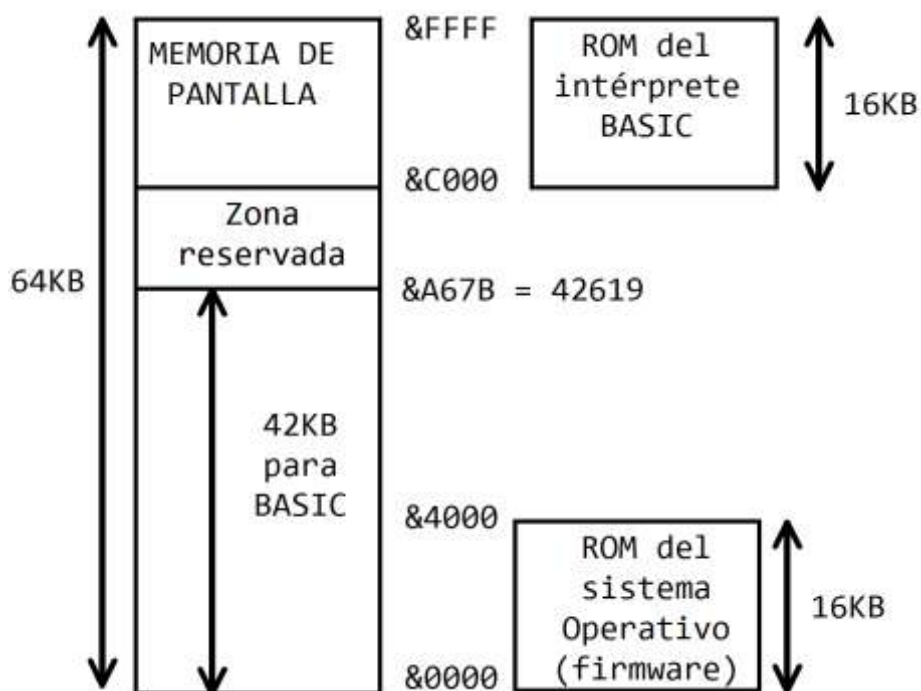 MEMORIA DE
PANTALLA
&FFFF
ROM del
intérprete
BASIC
16KB
&C000
Zona
reservada
64KB
&A67B = 42619
42KB
para
BASIC
&4000
ROM del
sistema
Operativo
(firmware)
16KB
&0000